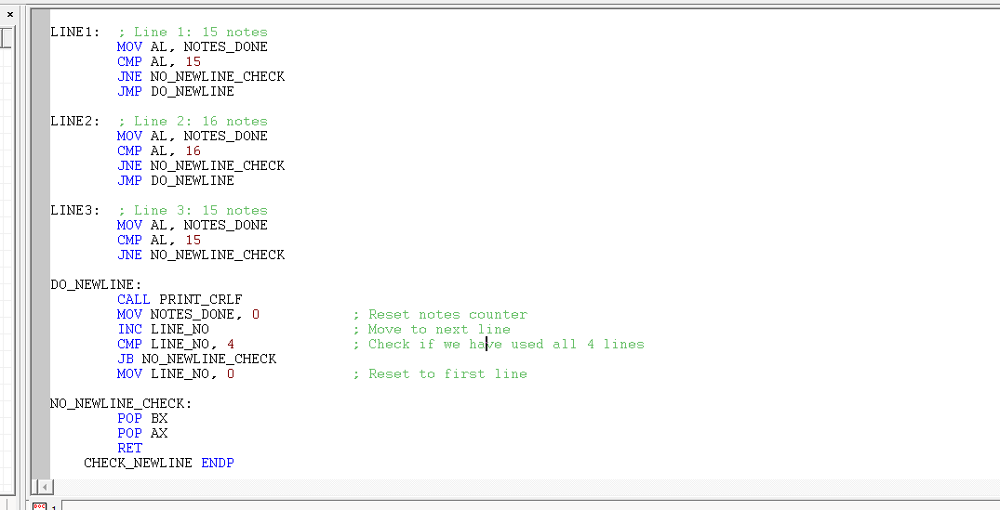 LINE1:  ; Line 1: 15 notes
        MOV AL, NOTES_DONE
        CMP AL, 15
        JNE NO_NEWLINE_CHECK
        JMP DO_NEWLINE

LINE2:  ; Line 2: 16 notes
        MOV AL, NOTES_DONE
        CMP AL, 16
        JNE NO_NEWLINE_CHECK
        JMP DO_NEWLINE

LINE3:  ; Line 3: 15 notes
        MOV AL, NOTES_DONE
        CMP AL, 15
        JNE NO_NEWLINE_CHECK

DO_NEWLINE:
        CALL PRINT_CRLF
        MOV NOTES_DONE, 0           ; Reset notes counter
        INC LINE_NO                 ; Move to next line
        CMP LINE_NO, 4              ; Check if we have used all 4 lines
        JB NO_NEWLINE_CHECK
        MOV LINE_NO, 0              ; Reset to first line

NO_NEWLINE_CHECK:
        POP BX
        POP AX
        RET
    CHECK_NEWLINE ENDP